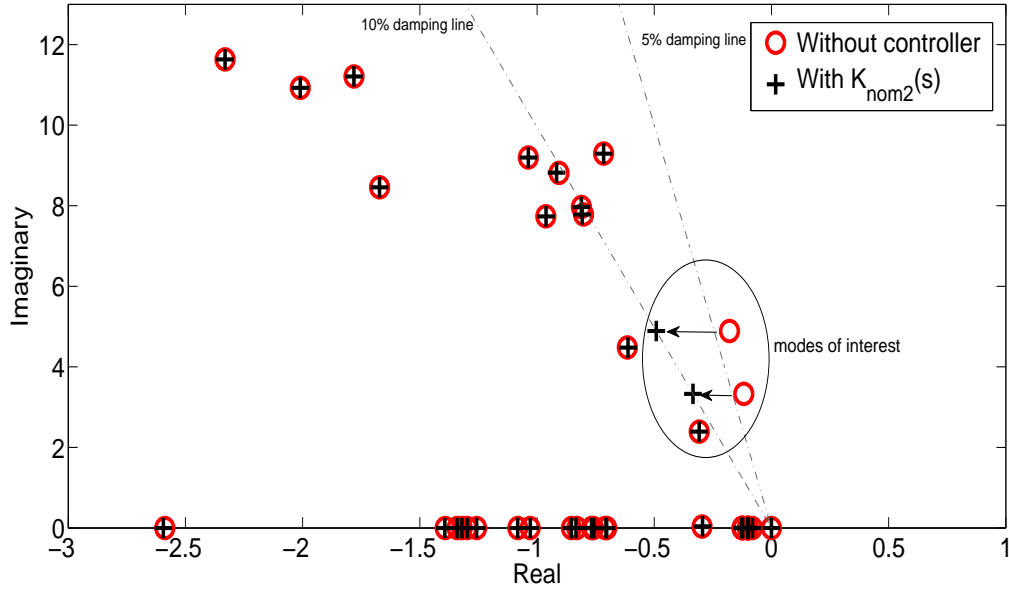 10% damping line
5% damping line
Without controller
With K_nom2(s)
modes of interest
12
10
8
6
4
2
0
−3
−2.5
−2
−1.5
−1
−0.5
0
0.5
1
Imaginary
Real